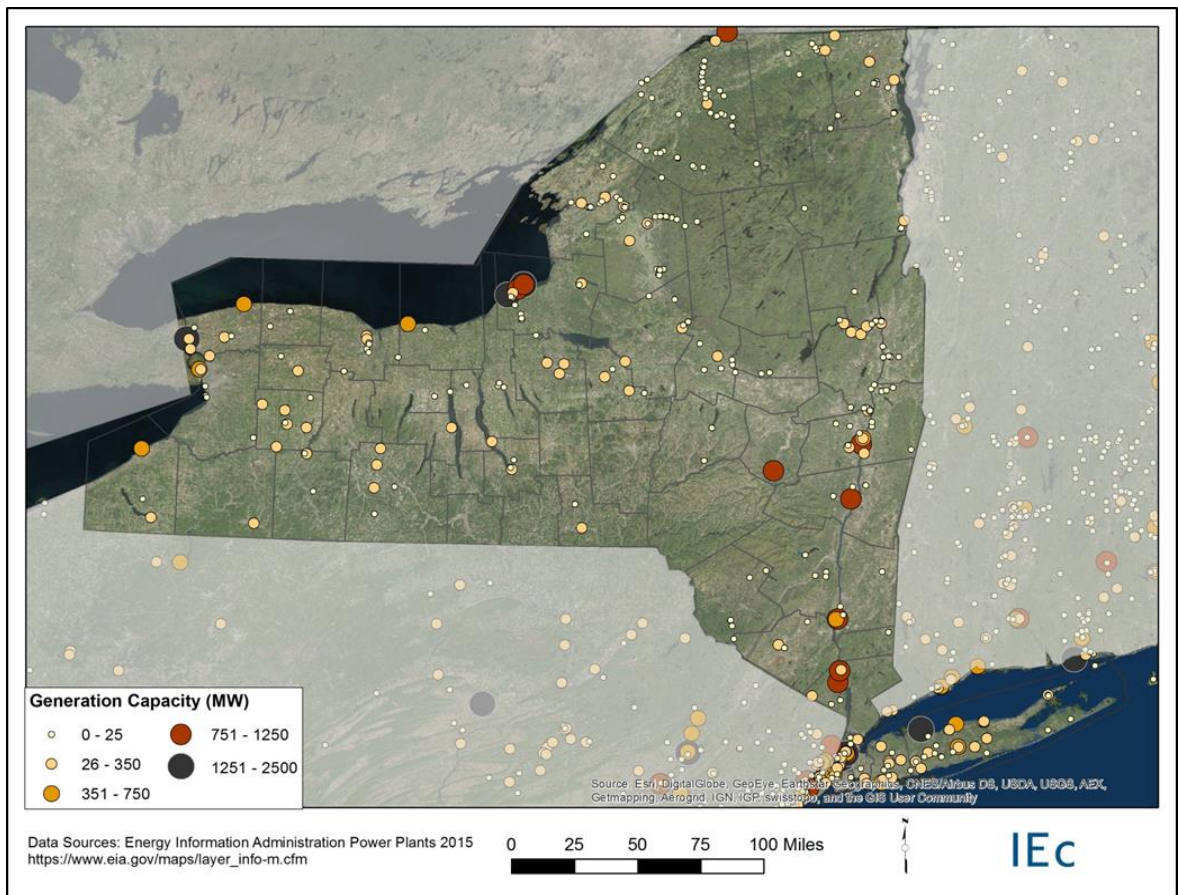 Generation Capacity (MW)
0 - 25
26 - 350
351 - 750
751 - 1250
1251 - 2500
Source: Esri, DigitalGlobe, GeoEye, Earthstar Geographics, CNES/Airbus DS, USDA, USGS, AEX,
Getmapping, Aerogrid, IGN, IGP, swisstopo, and the GIS User Community
Data Sources: Energy Information Administration Power Plants 2015
https://www.eia.gov/maps/layer_info-m.cfm
0 25 50 75 100 Miles
IEc